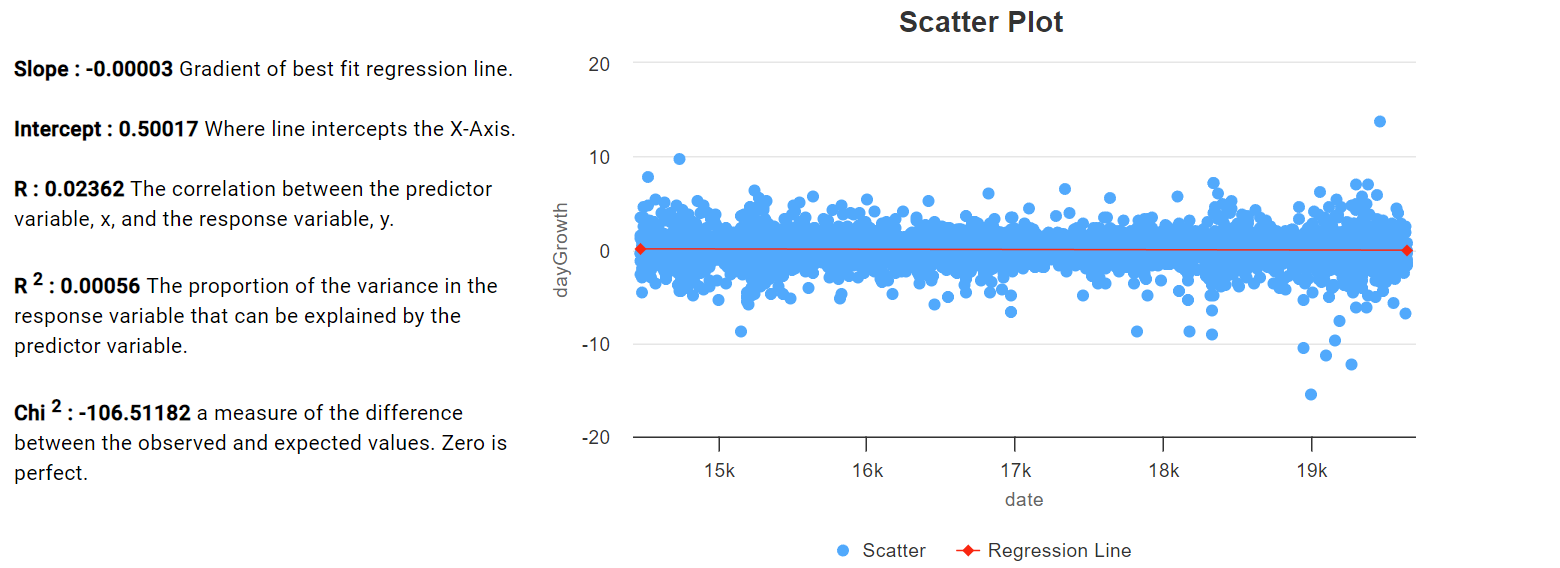 Scatter Plot
Slope : -0.00003 Gradient of best fit regression line.
Intercept : 0.50017 Where line intercepts the X-Axis.
R : 0.02362 The correlation between the predictor
variable, x, and the response variable, y.
R 2 : 0.00056 The proportion of the variance in the
response variable that can be explained by the
predictor variable.
Chi 2 : -106.51182 a measure of the difference
between the observed and expected values. Zero is
perfect.
20
10
0
-10
-20
dayGrowth
15k
16k
17k
18k
19k
date
Scatter
Regression Line